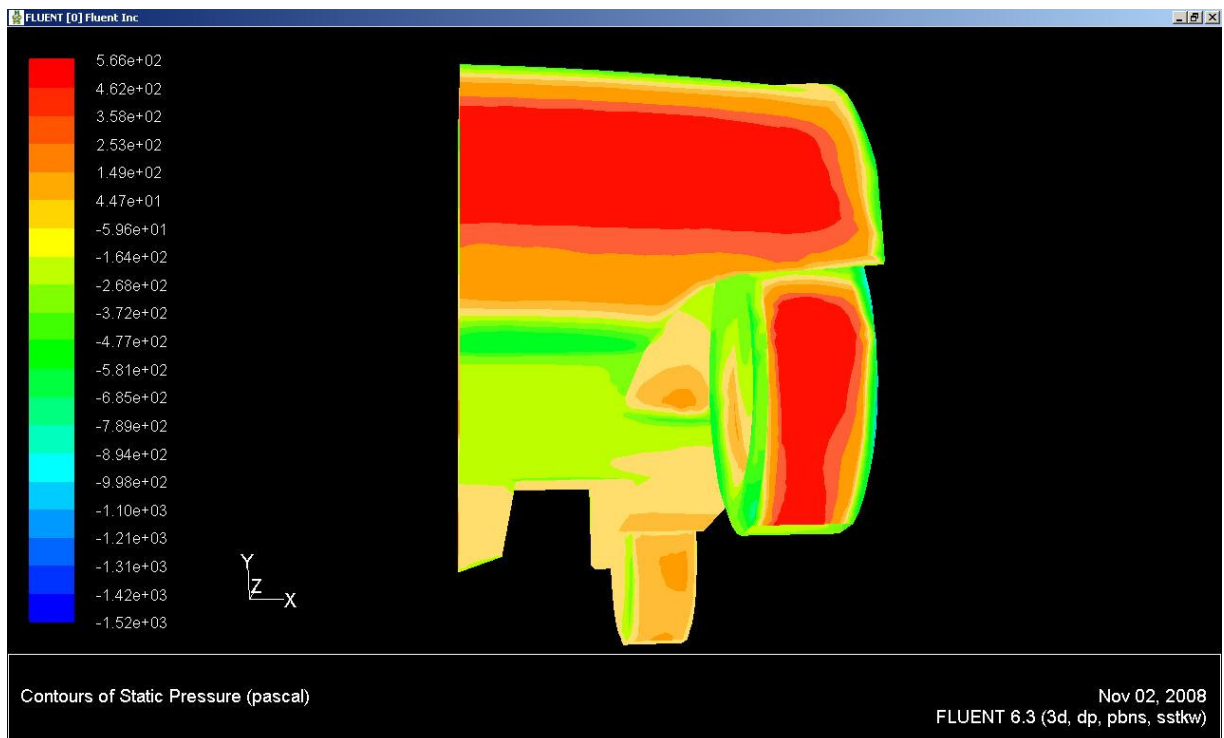 FLUENT [0] Fluent Inc
5.66e+02
4.62e+02
3.58e+02
2.53e+02
1.49e+02
4.47e+01
-5.96e+01
-1.64e+02
-2.68e+02
-3.72e+02
-4.77e+02
-5.81e+02
-6.85e+02
-7.89e+02
-8.94e+02
-9.98e+02
-1.10e+03
-1.21e+03
-1.31e+03
-1.42e+03
-1.52e+03
Y
Z
X
Contours of Static Pressure (pascal)
Nov 02, 2008
FLUENT 6.3 (3d, dp, pbns, sstkw)